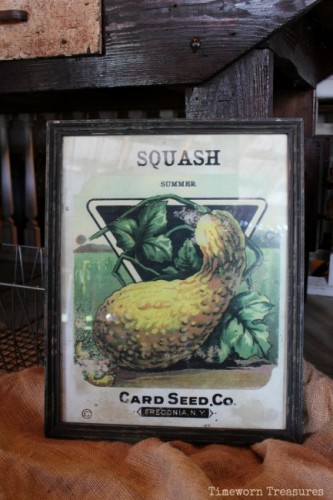 SQUASH
SUMMER
CARD SEED.CO.
FREDONIA.N.Y.
©
Timeworn Treasures